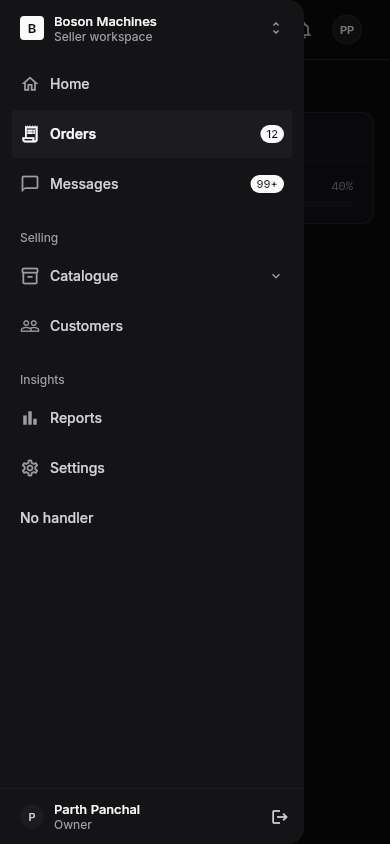 B
Boson Machines
Seller workspace
PP
Home
Orders
12
Messages
99+
40%
Selling
Catalogue
Customers
Insights
Reports
Settings
No handler
P
Parth Panchal
Owner